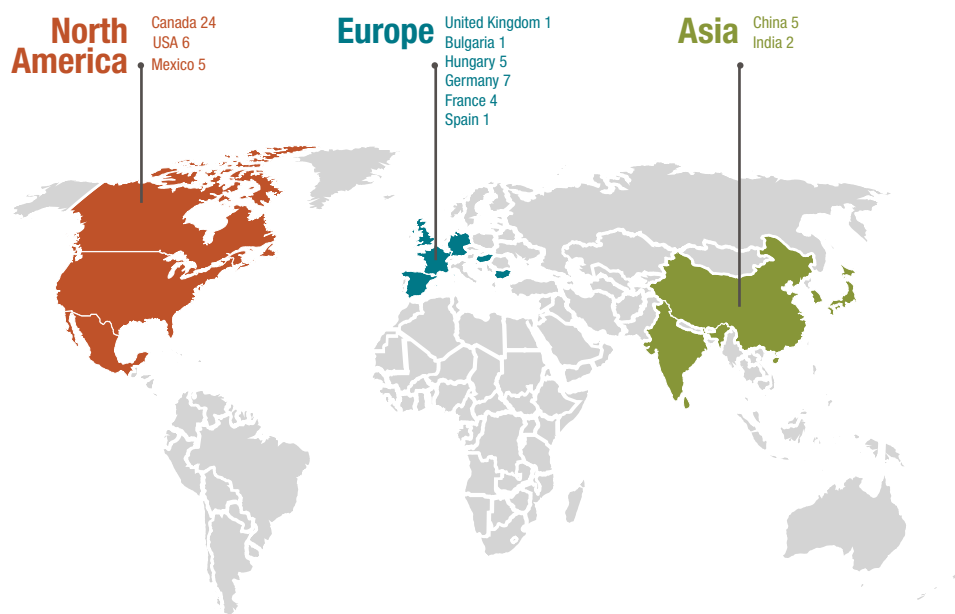 North
America
Canada 24
USA 6
Mexico 5
Europe
United Kingdom 1
Bulgaria 1
Hungary 5
Germany 7
France 4
Spain 1
Asia
China 5
India 2